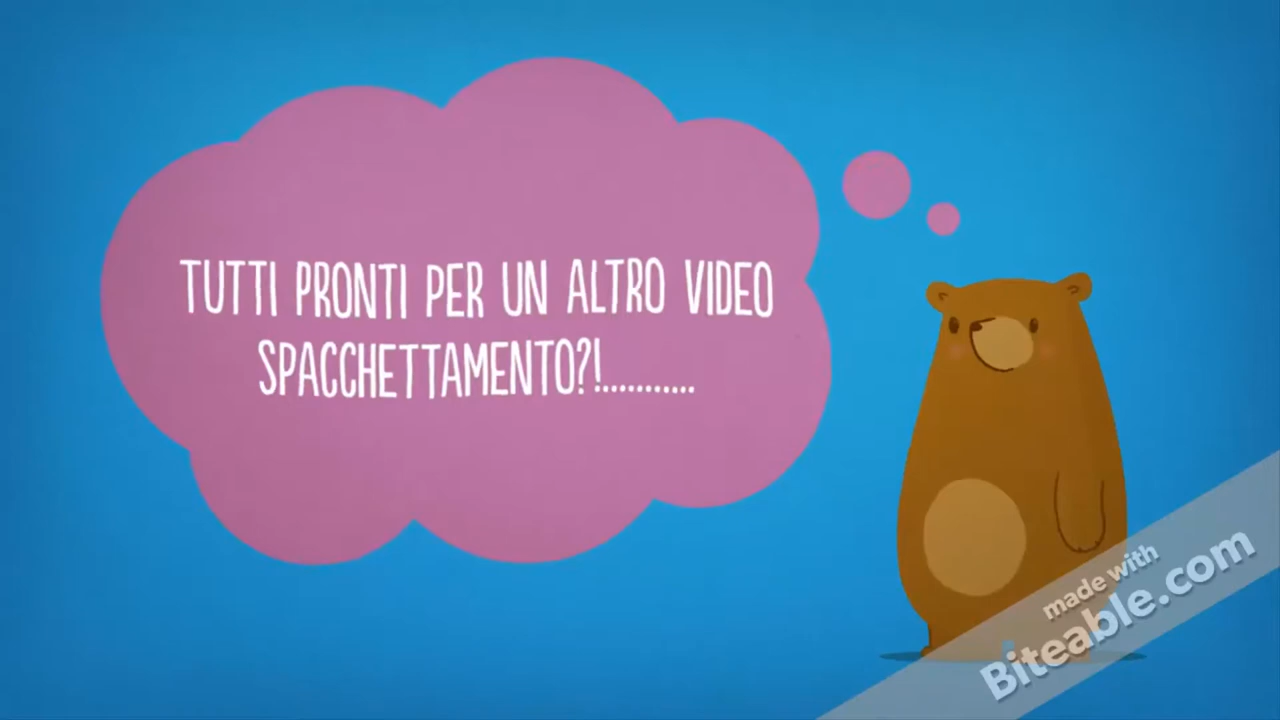 TUTTI PRONTI PER UN ALTRO VIDEO
SPACCHETTAMENTO?!...........
made with
Biteable.com